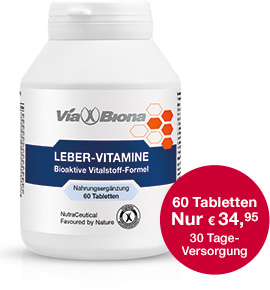 ViaBiona
LEBER-VITAMINE
Bioaktive Vitalstoff-Formel
Nahrungsergänzung
60 Tabletten
NutraCeutical
Favoured by Nature
60 Tabletten
Nur € 34,95
30 Tage-
Versorgung